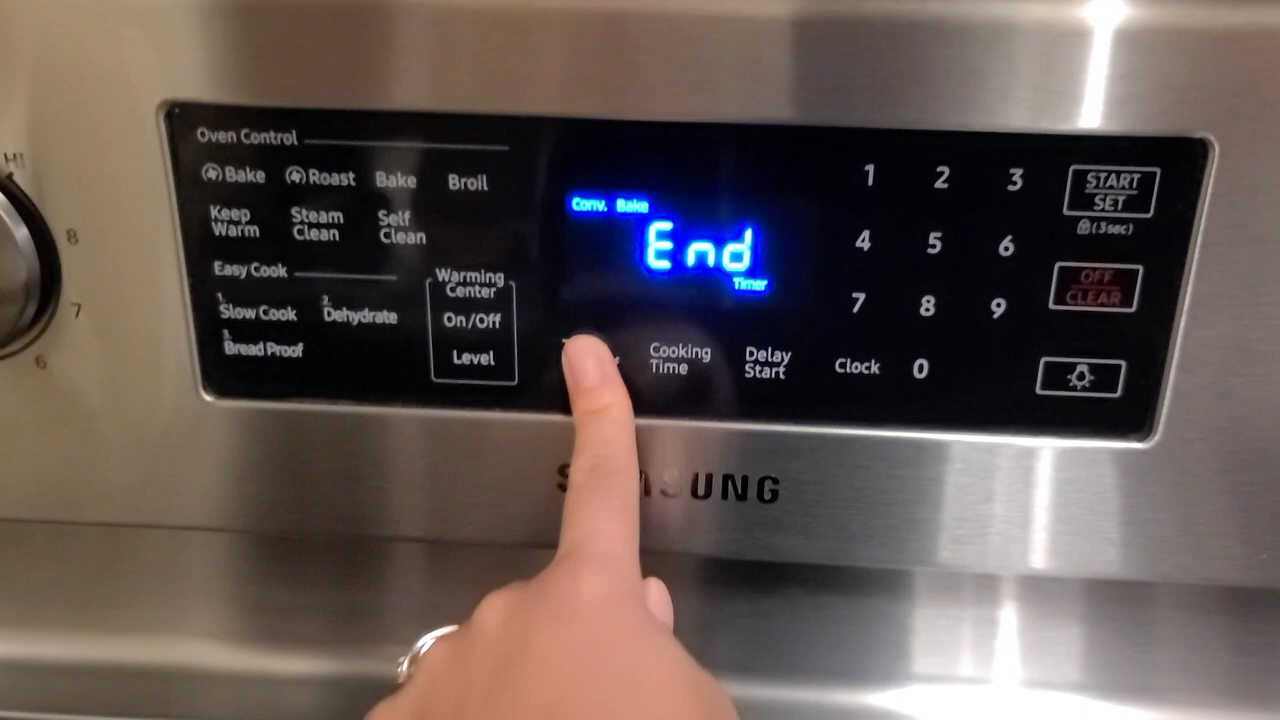 HI
8
7
6
Oven Control
Bake Roast Bake Broil
Keep Warm
Steam Clean
Self Clean
Easy Cook
1.
Slow Cook
2.
Dehydrate
3.
Bread Proof
Warming Center
On/Off
Level
Conv. Bake
End
Timer
Cooking Time
Delay Start
Clock
1 2 3
4 5 6
7 8 9
0
START
SET
(3sec)
OFF
CLEAR